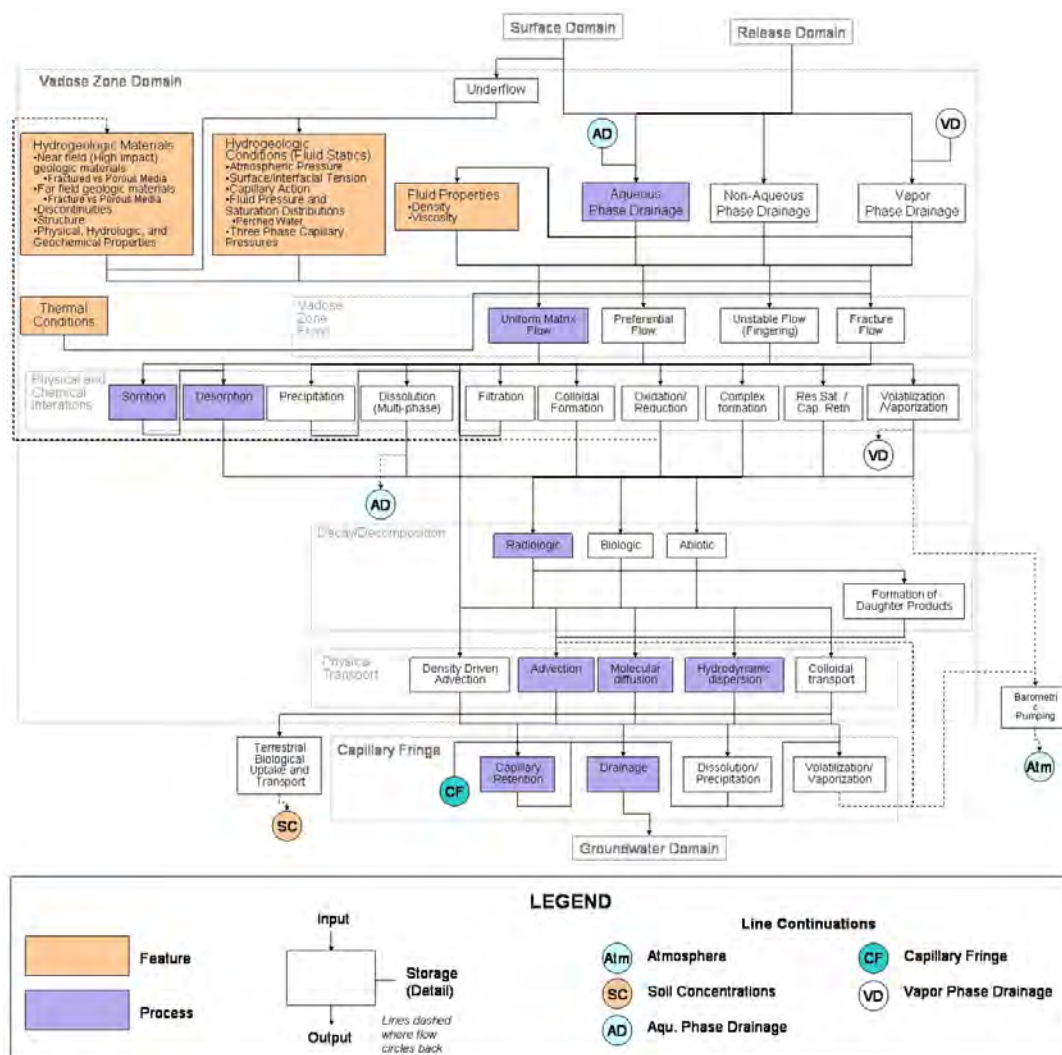 Surface Domain
Release Domain
Vadose Zone Domain
Underflow
AD
VD
Hydrogeologic Materials
•Near field (High impact)
geologic materials
•Fractured vs Porous Media
•Far field geologic materials
•Fracture vs Porous Media
•Discontinuities
•Structure
•Physical, Hydrologic, and
Geochemical Properties
Hydrogeologic
Conditions (Fluid Statics)
•Atmospheric Pressure
•Surface/Interfacial Tension
•Capillary Action
•Fluid Pressure and
Saturation Distributions
•Perched Water
•Three Phase Capillary
Pressures
Fluid Properties
•Density
•Viscosity
Aqueous
Phase Drainage
Non-Aqueous
Phase Drainage
Vapor
Phase Drainage
Thermal
Conditions
Vadose
Zone
Uniform Matrix
Flow
Preferential
Flow
Unstable Flow
(Fingering)
Fracture
Flow
Physical and
Chemical
Interations
Sorption
Desorption
Precipitation
Dissolution
(Multi-phase)
Filtration
Colloidal
Formation
Oxidation/
Reduction
Complex
formation
Res Sat. /
Cap. Retn
Volatilization
/Vaporization
VD
AD
Decay/Decomposition
Radiologic
Biologic
Abiotic
Formation of
Daughter Products
Physical
Transport
Density Driven
Advection
Advection
Molecular
diffusion
Hydrodynamic
dispersion
Colloidal
transport
Barometri
c
Pumping
Atm
Terrestrial
Biological
Uptake and
Transport
SC
Capillary Fringe
CF
Capillary
Retention
Drainage
Dissolution/
Precipitation
Volatilization/
Vaporization
Groundwater Domain
LEGEND
Feature
Process
Input
Storage
(Detail)
Output
Lines dashed
where flow
circles back
Line Continuations
Atm Atmosphere
SC Soil Concentrations
AD Aqu. Phase Drainage
CF Capillary Fringe
VD Vapor Phase Drainage